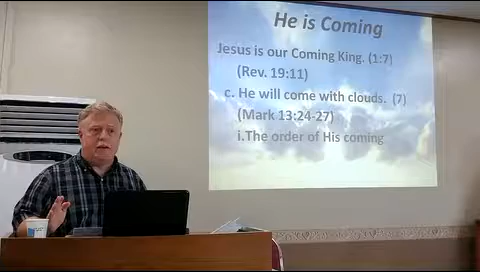 He is Coming
Jesus is our Coming King. (1:7)
(Rev. 19:11)
c. He will come with clouds. (7)
(Mark 13:24-27)
i.The order of His coming